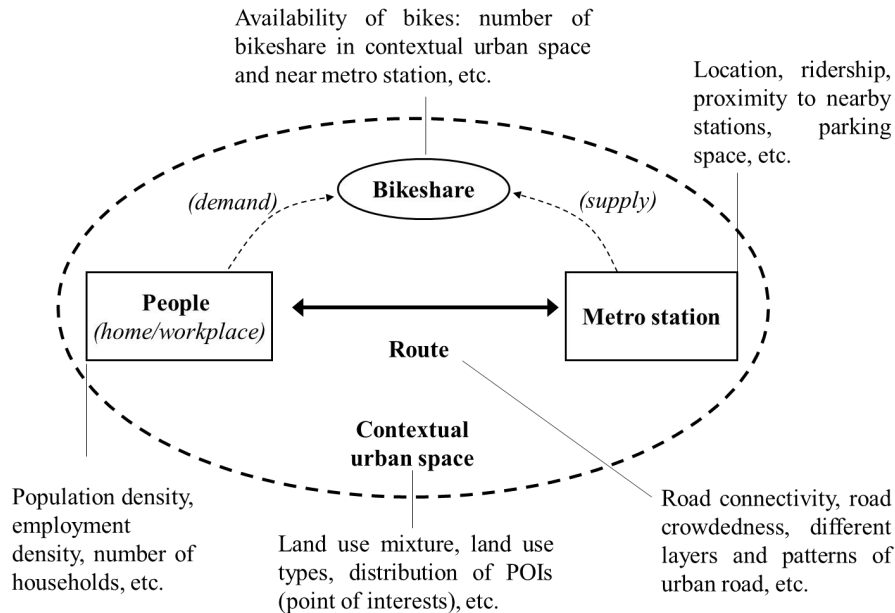 Availability of bikes: number of
bikeshare in contextual urban space
and near metro station, etc.
Location, ridership,
proximity to nearby
stations, parking
space, etc.
Bikeshare
(demand)
(supply)
People
(home/workplace)
Metro station
Route
Contextual
urban space
Population density,
employment
density, number of
households, etc.
Land use mixture, land use
types, distribution of POIs
(point of interests), etc.
Road connectivity, road
crowdedness, different
layers and patterns of
urban road, etc.